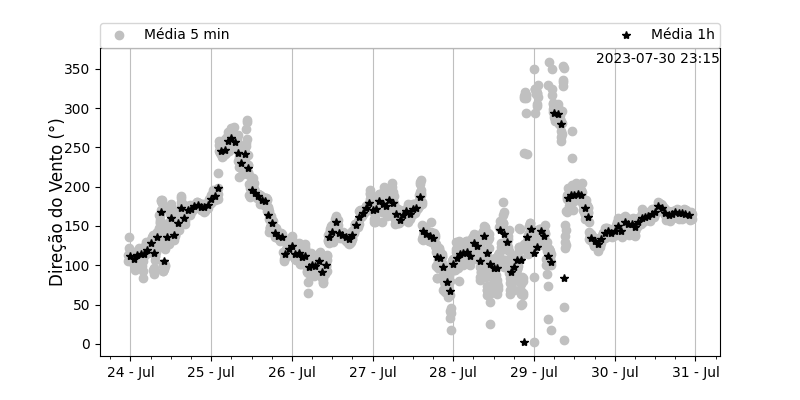 Média 5 min
Média 1h
2023-07-30 23:15
Direção do Vento (°)
350
300
250
200
150
100
50
0
24 - Jul
25 - Jul
26 - Jul
27 - Jul
28 - Jul
29 - Jul
30 - Jul
31 - Jul